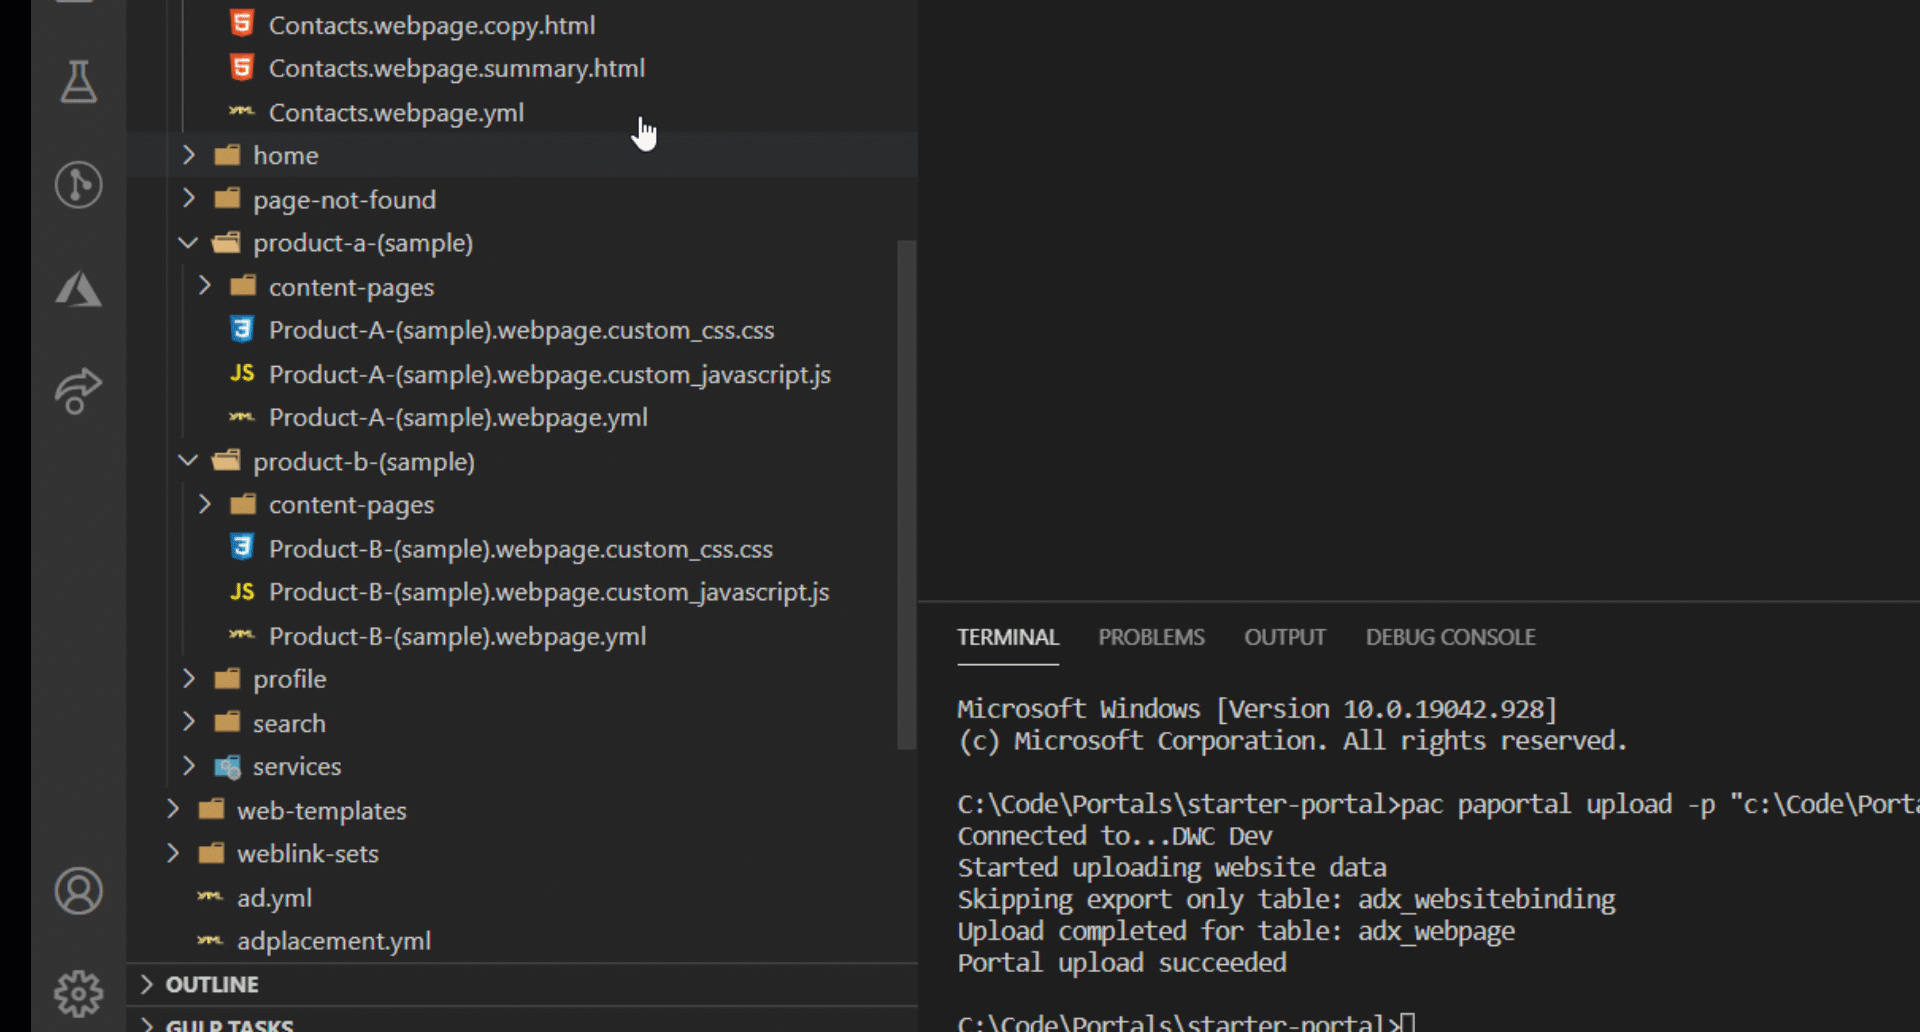 Contacts.webpage.copy.html
Contacts.webpage.summary.html
Contacts.webpage.yml
home
page-not-found
product-a-(sample)
content-pages
Product-A-(sample).webpage.custom_css.css
JS Product-A-(sample).webpage.custom_javascript.js
Product-A-(sample).webpage.yml
product-b-(sample)
content-pages
Product-B-(sample).webpage.custom_css.css
JS Product-B-(sample).webpage.custom_javascript.js
Product-B-(sample).webpage.yml
profile
search
services
web-templates
weblink-sets
ad.yml
adplacement.yml
OUTLINE
GULP TASKS
TERMINAL PROBLEMS OUTPUT DEBUG CONSOLE
Microsoft Windows [Version 10.0.19042.928]
(c) Microsoft Corporation. All rights reserved.
C:\Code\Portals\starter-portal>pac paportal upload -p "c:\Code\Porta
Connected to...DWC Dev
Started uploading website data
Skipping export only table: adx_websitebinding
Upload completed for table: adx_webpage
Portal upload succeeded
C:\Code\Portals\starter-portal>